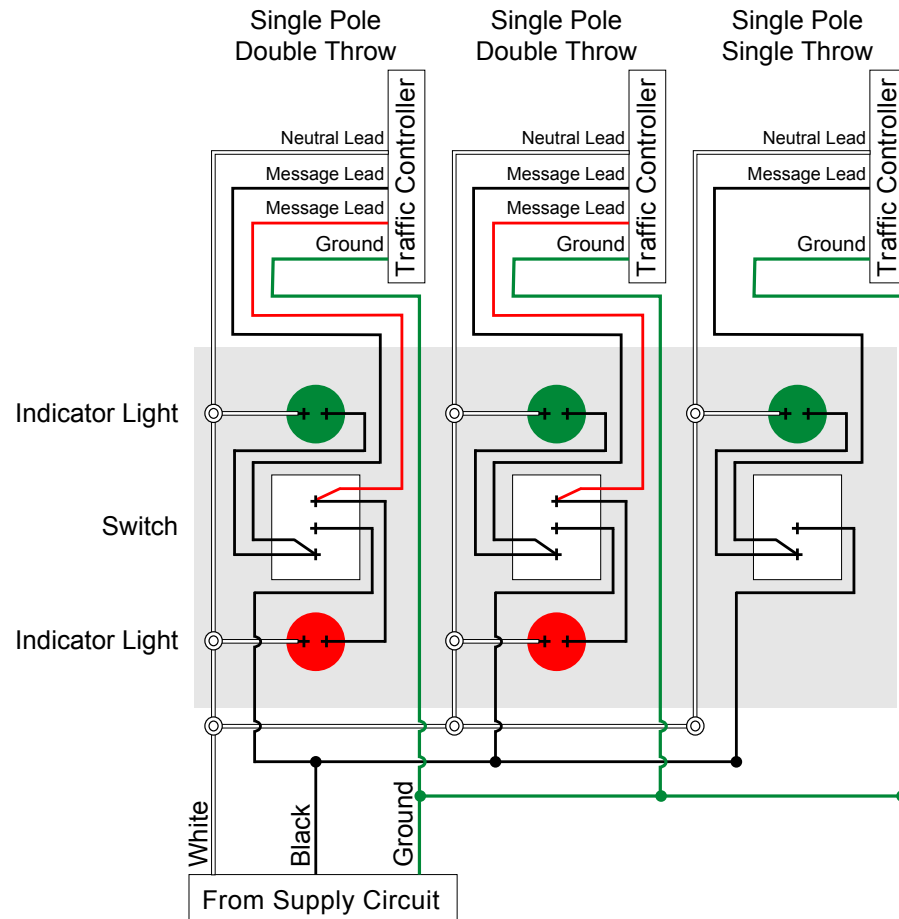 Single Pole
Double Throw
Single Pole
Double Throw
Single Pole
Single Throw
Neutral Lead
Message Lead
Message Lead
Ground
Traffic Controller
Neutral Lead
Message Lead
Message Lead
Ground
Traffic Controller
Neutral Lead
Message Lead
Ground
Traffic Controller
Indicator Light
Switch
Indicator Light
White
Black
Ground
From Supply Circuit